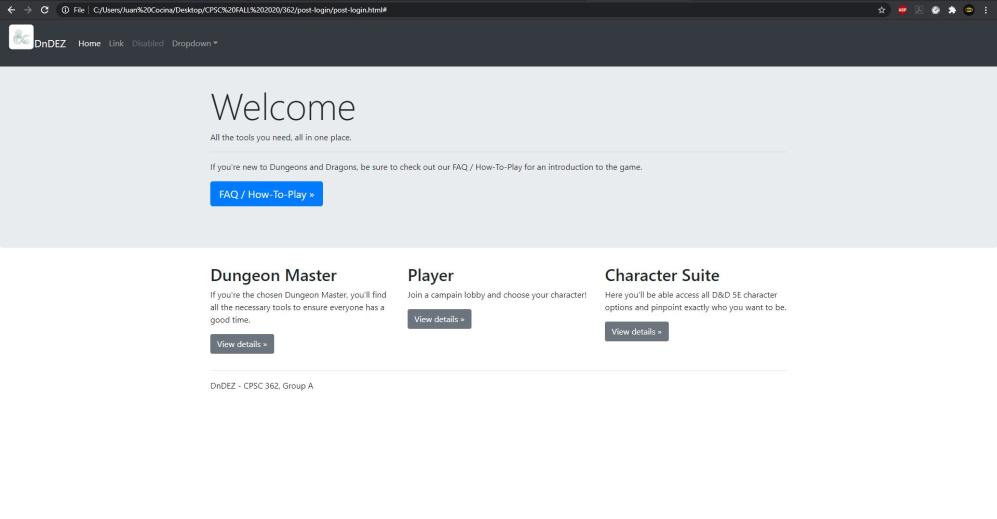 File C:/Users/Juan%20Cocina/Desktop/CPSC%20FALL%202020/362/post-login/post-login.html#
DnDEZ Home Link Disabled Dropdown
Welcome
All the tools you need, all in one place.
If you're new to Dungeons and Dragons, be sure to check out our FAQ / How-To-Play for an introduction to the game.
FAQ / How-To-Play »
Dungeon Master
If you're the chosen Dungeon Master, you'll find
all the necessary tools to ensure everyone has a
good time.
View details »
Player
Join a campain lobby and choose your character!
View details »
Character Suite
Here you'll be able access all D&D 5E character
options and pinpoint exactly who you want to be.
View details »
DnDEZ - CPSC 362, Group A